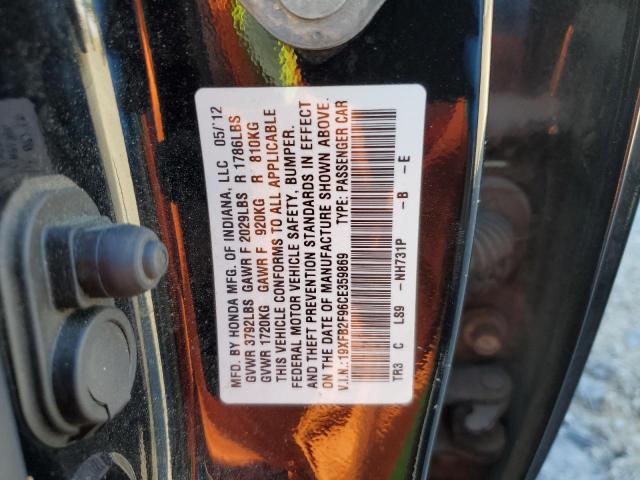 MFD. BY HONDA MFG. OF INDIANA, LLC 05/12
GVWR 3792LBS GAWR F 2029LBS R 1786LBS
GVWR 1720KG GAWR F 920KG R 810KG
THIS VEHICLE CONFORMS TO ALL APPLICABLE
FEDERAL MOTOR VEHICLE SAFETY, BUMPER,
AND THEFT PREVENTION STANDARDS IN EFFECT
ON THE DATE OF MANUFACTURE SHOWN ABOVE.
V.I.N.:19XFB2F96CE359869 TYPE: PASSENGER CAR
TR3 C LS9 -NH731P -B -E